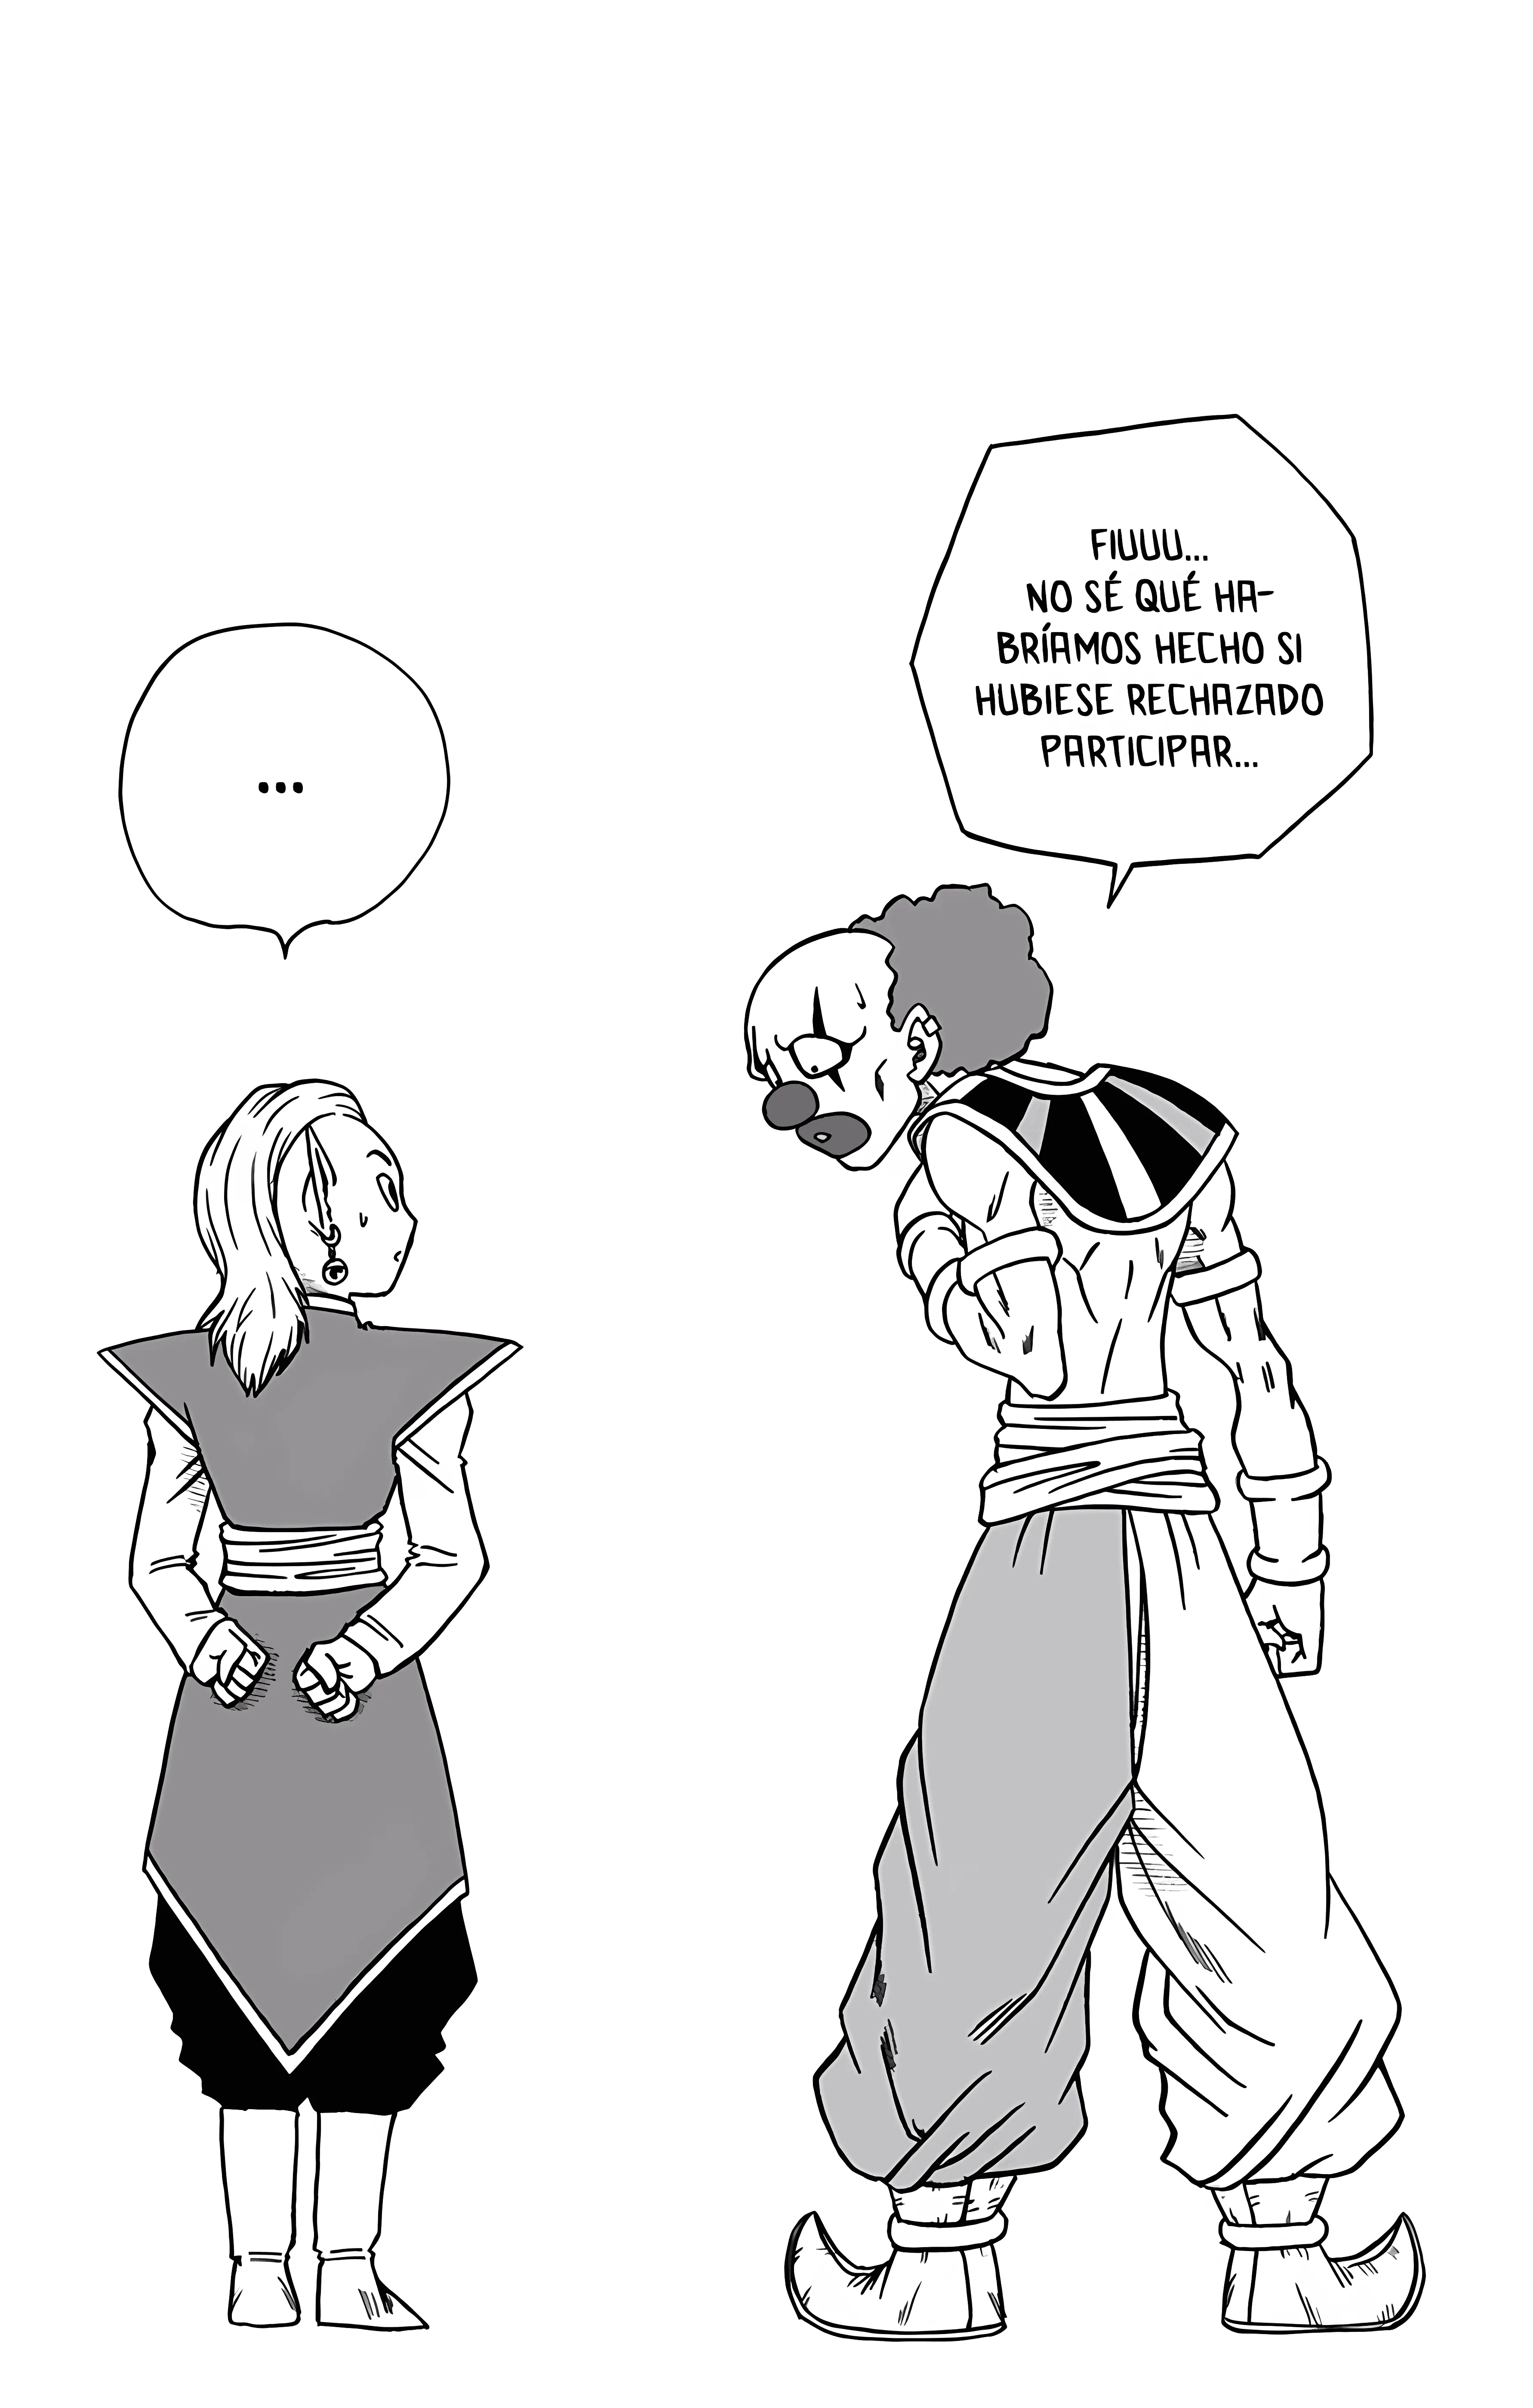 FIUUU...
NO SÉ QUÉ HA-
BRÍAMOS HECHO SI
HUBIESE RECHAZADO
PARTICIPAR...
...